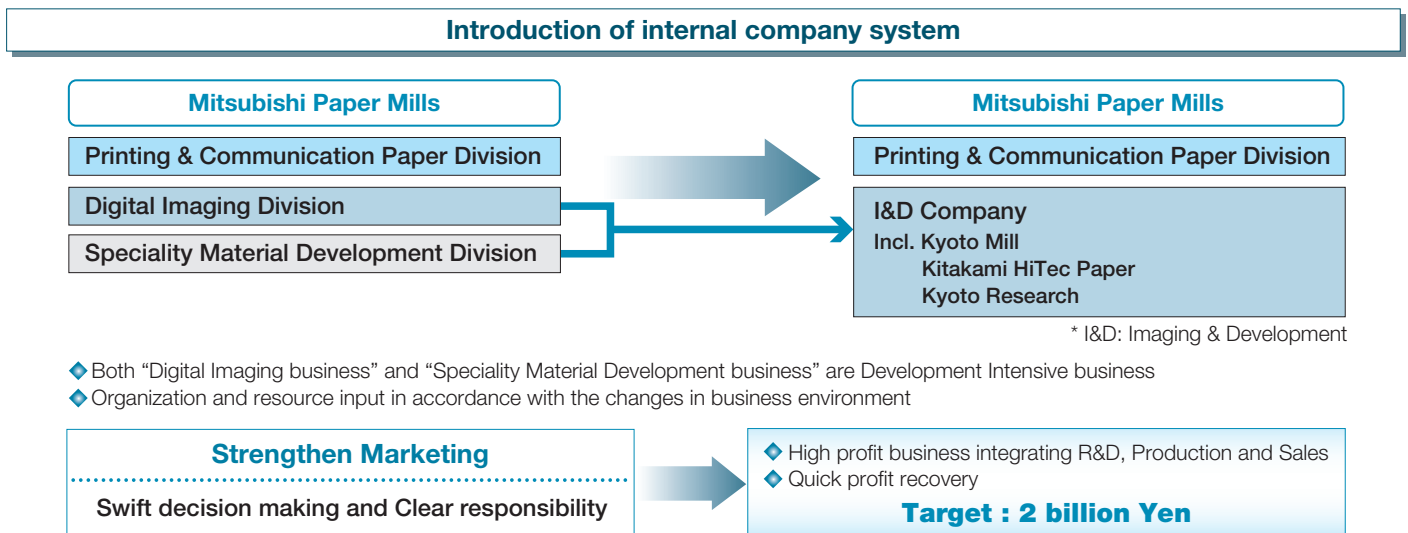 Introduction of internal company system
Mitsubishi Paper Mills
Printing & Communication Paper Division
Digital Imaging Division
Speciality Material Development Division
Mitsubishi Paper Mills
Printing & Communication Paper Division
I&D Company
Incl. Kyoto Mill
Kitakami HiTec Paper
Kyoto Research
* I&D: Imaging & Development
Both “Digital Imaging business” and “Speciality Material Development business” are Development Intensive business
Organization and resource input in accordance with the changes in business environment
Strengthen Marketing
Swift decision making and Clear responsibility
High profit business integrating R&D, Production and Sales
Quick profit recovery
Target : 2 billion Yen